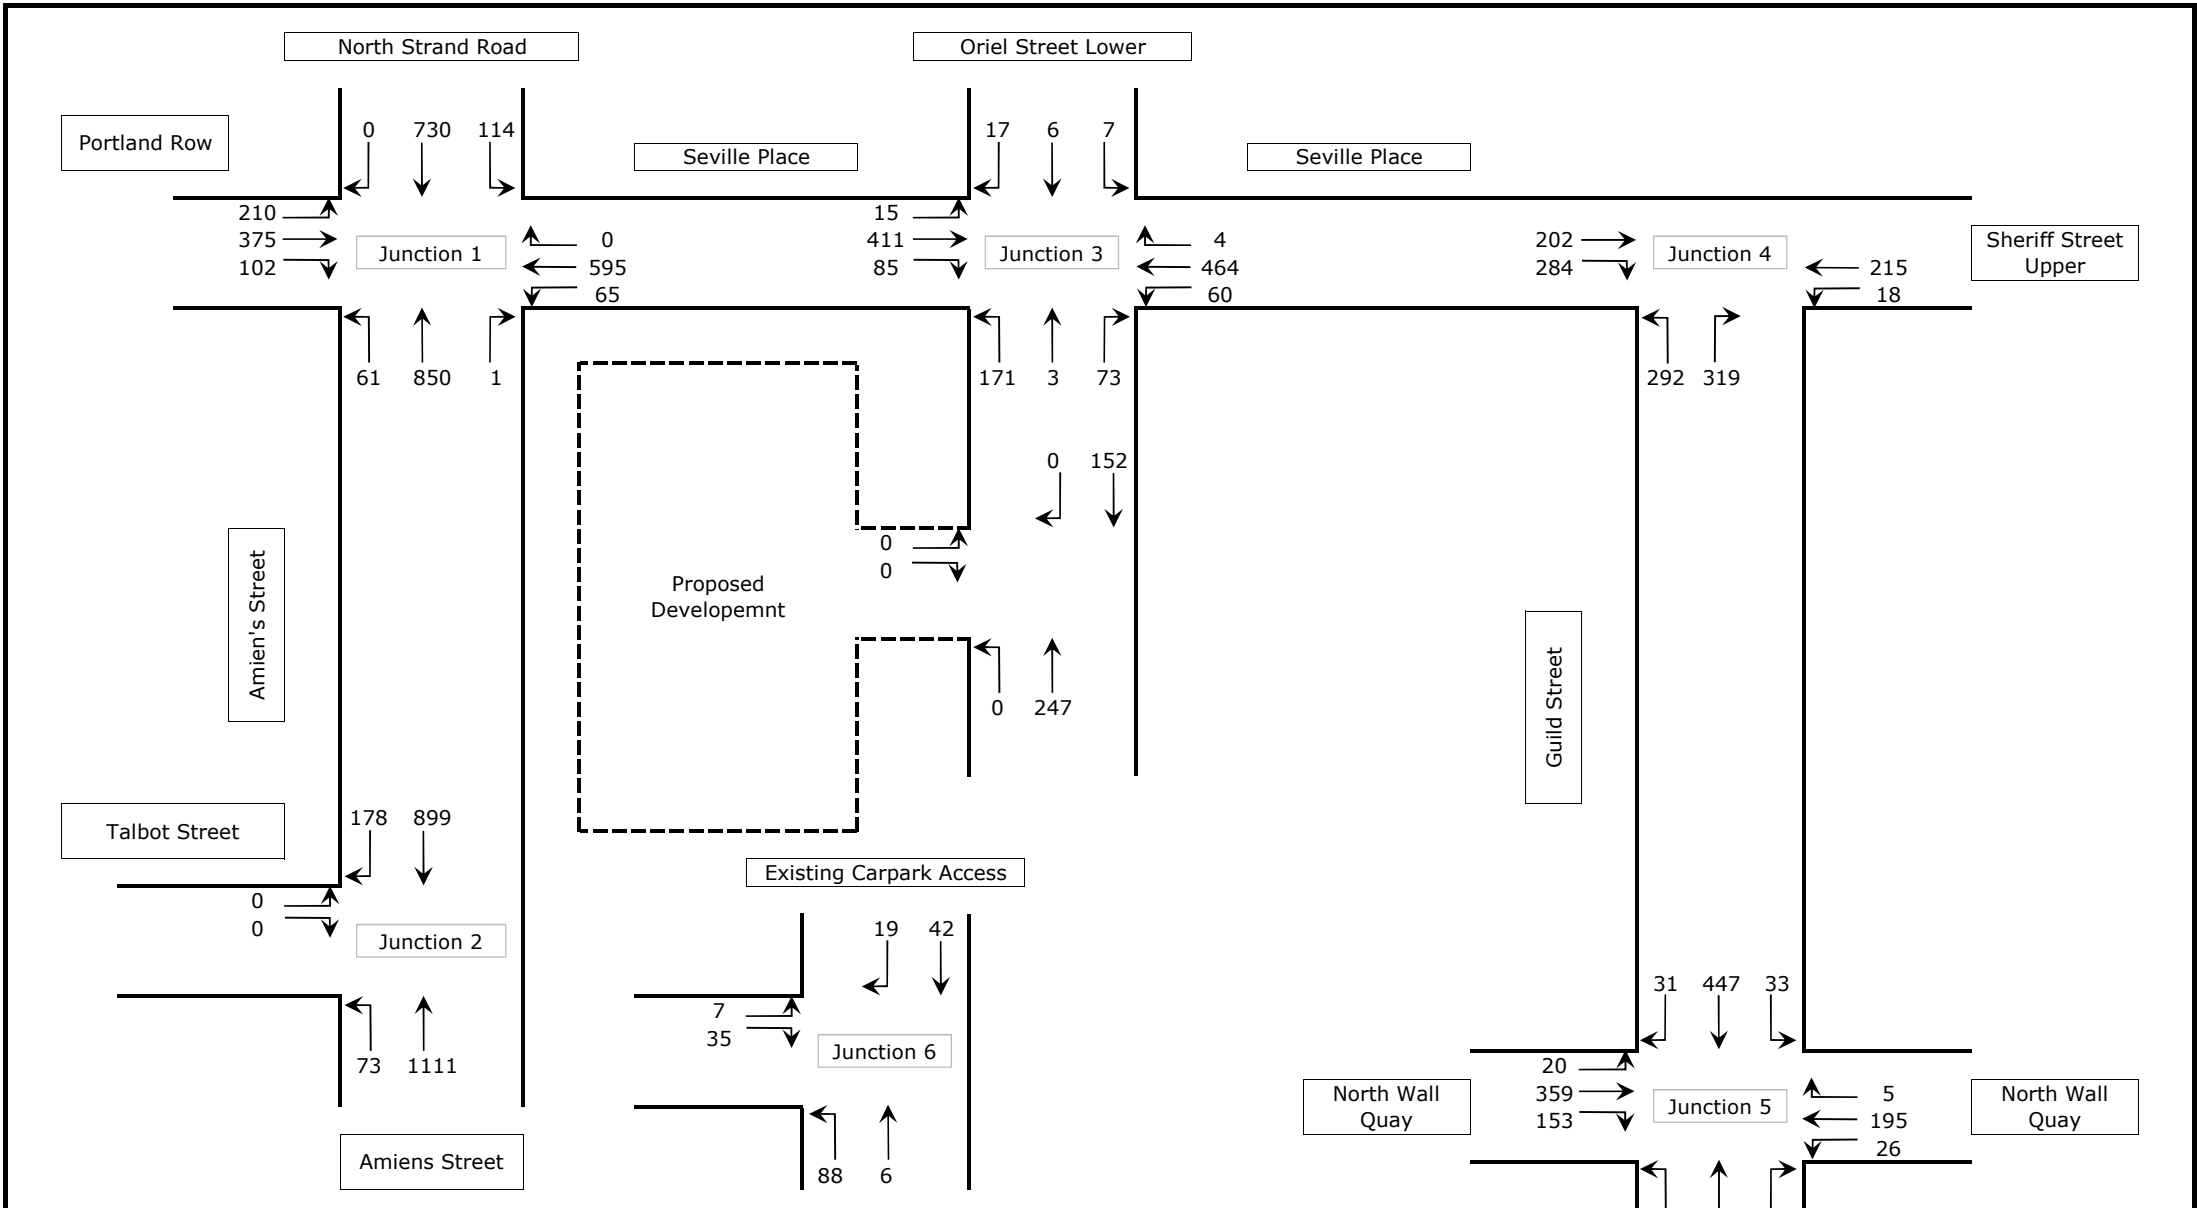 North Strand Road
Oriel Street Lower
Portland Row
0 730 114
Seville Place
17 6 7
Seville Place
210
375
102
Junction 1
0
595
65
15
411
85
Junction 3
4
464
60
202
284
Junction 4
215
18
Sheriff Street
Upper
61 850 1
171 3 73
292 319
0 152
0
0
Proposed
Developemnt
Amien's Street
Guild Street
0 247
Talbot Street
178 899
Existing Carpark Access
0
0
Junction 2
19 42
31 447 33
7
35
Junction 6
73 1111
20
359
153
North Wall
Quay
Junction 5
5
195
26
North Wall
Quay
Amiens Street
88 6